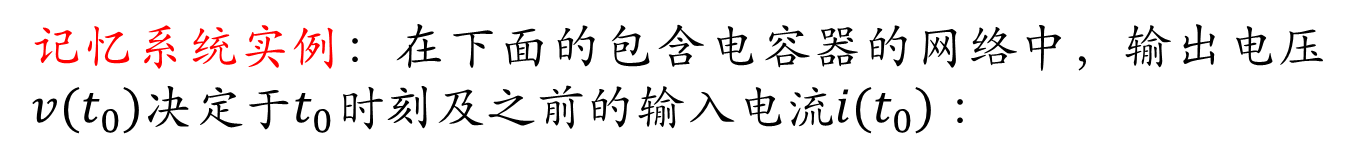 记忆系统实例：在下面的包含电容器的网络中，输出电压
v(t₀)决定于t₀时刻及之前的输入电流i(t₀)：